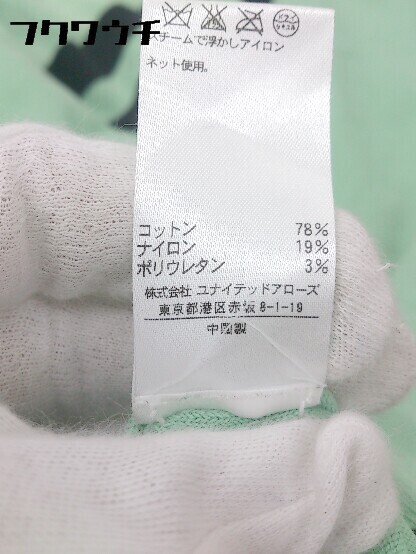 フクワウチ
スチームで浮かしアイロン
ネット使用。
コットン 78%
ナイロン 19%
ポリウレタン 3%
株式会社 ユナイテッドアローズ
東京都港区赤坂 8-1-19
中国製